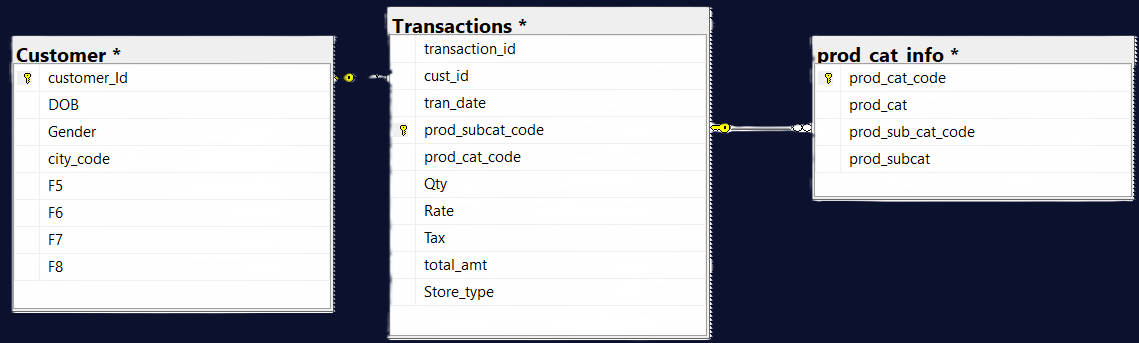 Customer *
customer_Id
DOB
Gender
city_code
F5
F6
F7
F8
Transactions *
transaction_id
cust_id
tran_date
prod_subcat_code
prod_cat_code
Qty
Rate
Tax
total_amt
Store_type
prod_cat_info *
prod_cat_code
prod_cat
prod_sub_cat_code
prod_subcat